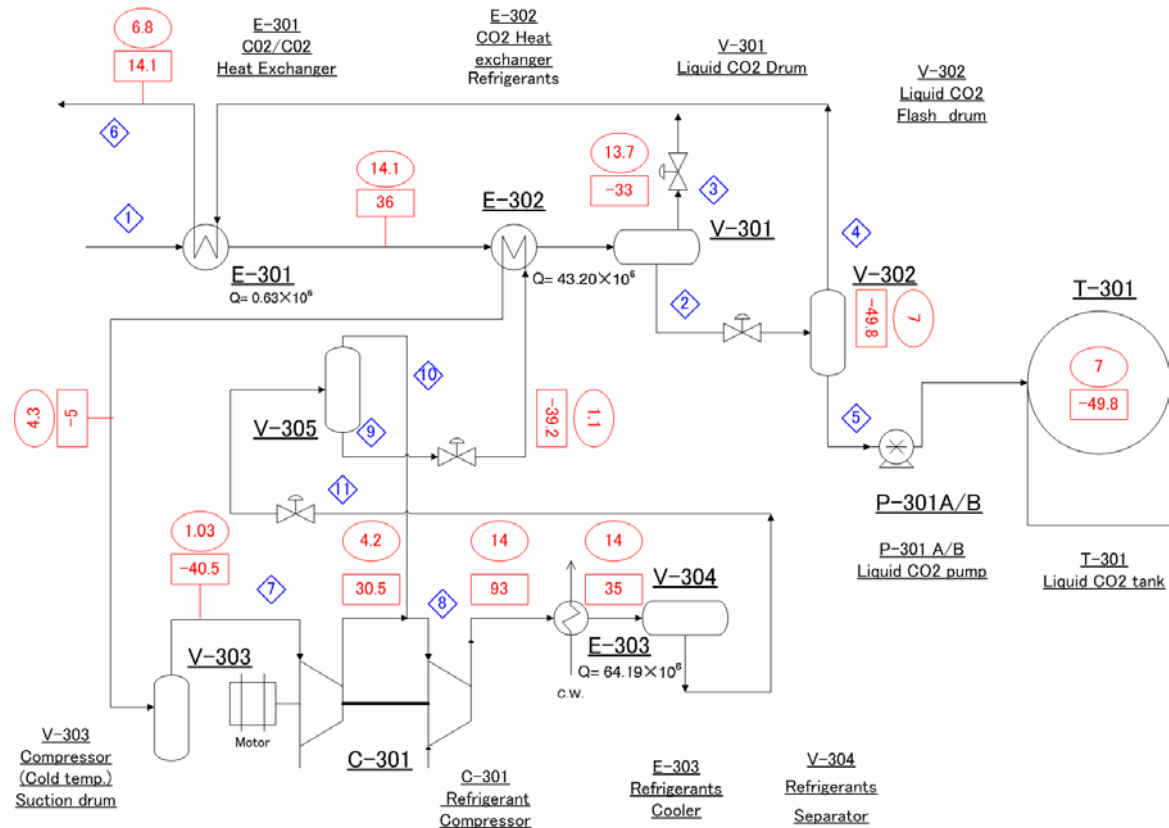 6.8
14.1
E-301
C02/C02
Heat Exchanger
E-302
CO2 Heat
exchanger
Refrigerants
V-301
Liquid CO2 Drum
V-302
Liquid CO2
Flash drum
6
14.1
36
E-302
13.7
-33
3
1
V-301
4
E-301
Q= 0.63×10⁶
Q= 43.20×10⁶
2
V-302
-49.8
7
T-301
7
-49.8
10
4.3
-5
V-305
9
-39.2
1.1
5
11
P-301A/B
1.03
-40.5
7
4.2
30.5
8
14
93
14
35
V-304
P-301 A/B
Liquid CO2 pump
T-301
Liquid CO2 tank
V-303
E-303
Q= 64.19×10⁶
c.w.
Motor
C-301
V-303
Compressor
(Cold temp.)
Suction drum
C-301
Refrigerant
Compressor
E-303
Refrigerants
Cooler
V-304
Refrigerants
Separator